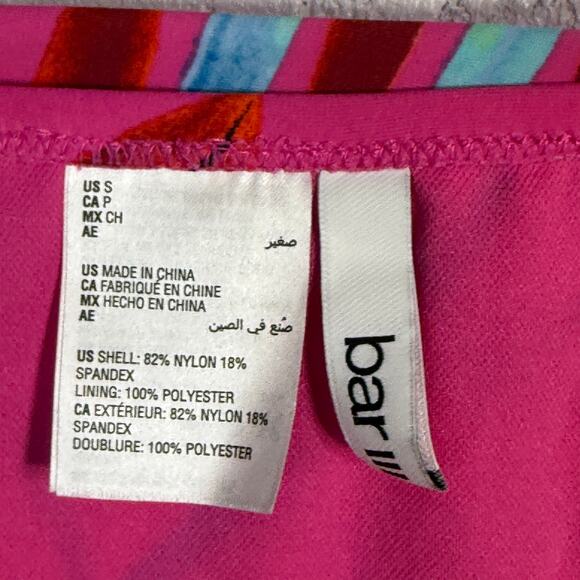 US S
CA P
MX CH
AE
صغير
US MADE IN CHINA
CA FABRIQUÉ EN CHINE
MX HECHO EN CHINA
AE
صُنع في الصين
US SHELL: 82% NYLON 18%
SPANDEX
LINING: 100% POLYESTER
CA EXTÉRIEUR: 82% NYLON 18%
SPANDEX
DOUBLURE: 100% POLYESTER
bar